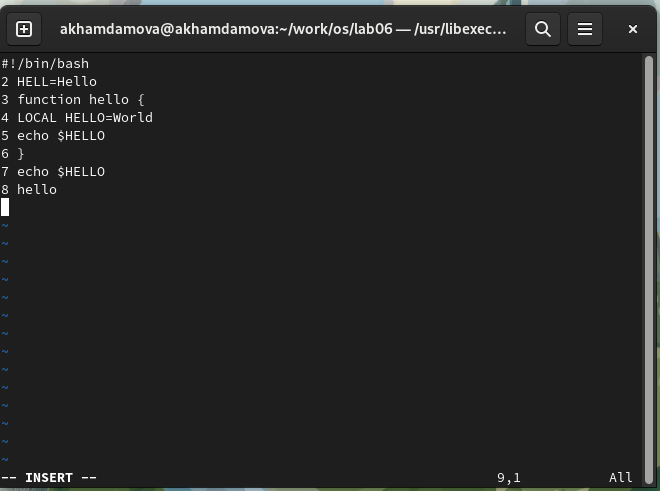 akhamdamova@akhamdamova:~/work/os/lab06 — /usr/libexec...
#!/bin/bash
2 HELL=Hello
3 function hello {
4 LOCAL HELLO=World
5 echo $HELLO
6 }
7 echo $HELLO
8 hello
~
~
~
~
~
~
~
~
~
~
~
~
~
~
-- INSERT -- 9,1 All